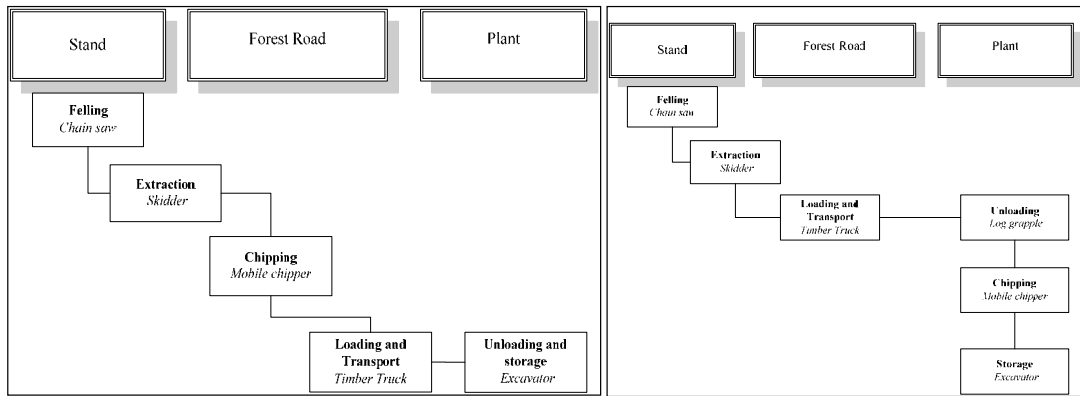 Stand
Forest Road
Plant
Felling
Chain saw
Extraction
Skidder
Chipping
Mobile chipper
Loading and
Transport
Timber Truck
Unloading and
storage
Excavator
Stand
Forest Road
Plant
Felling
Chain saw
Extraction
Skidder
Loading and
Transport
Timber Truck
Unloading
Log grapple
Chipping
Mobile chipper
Storage
Excavator